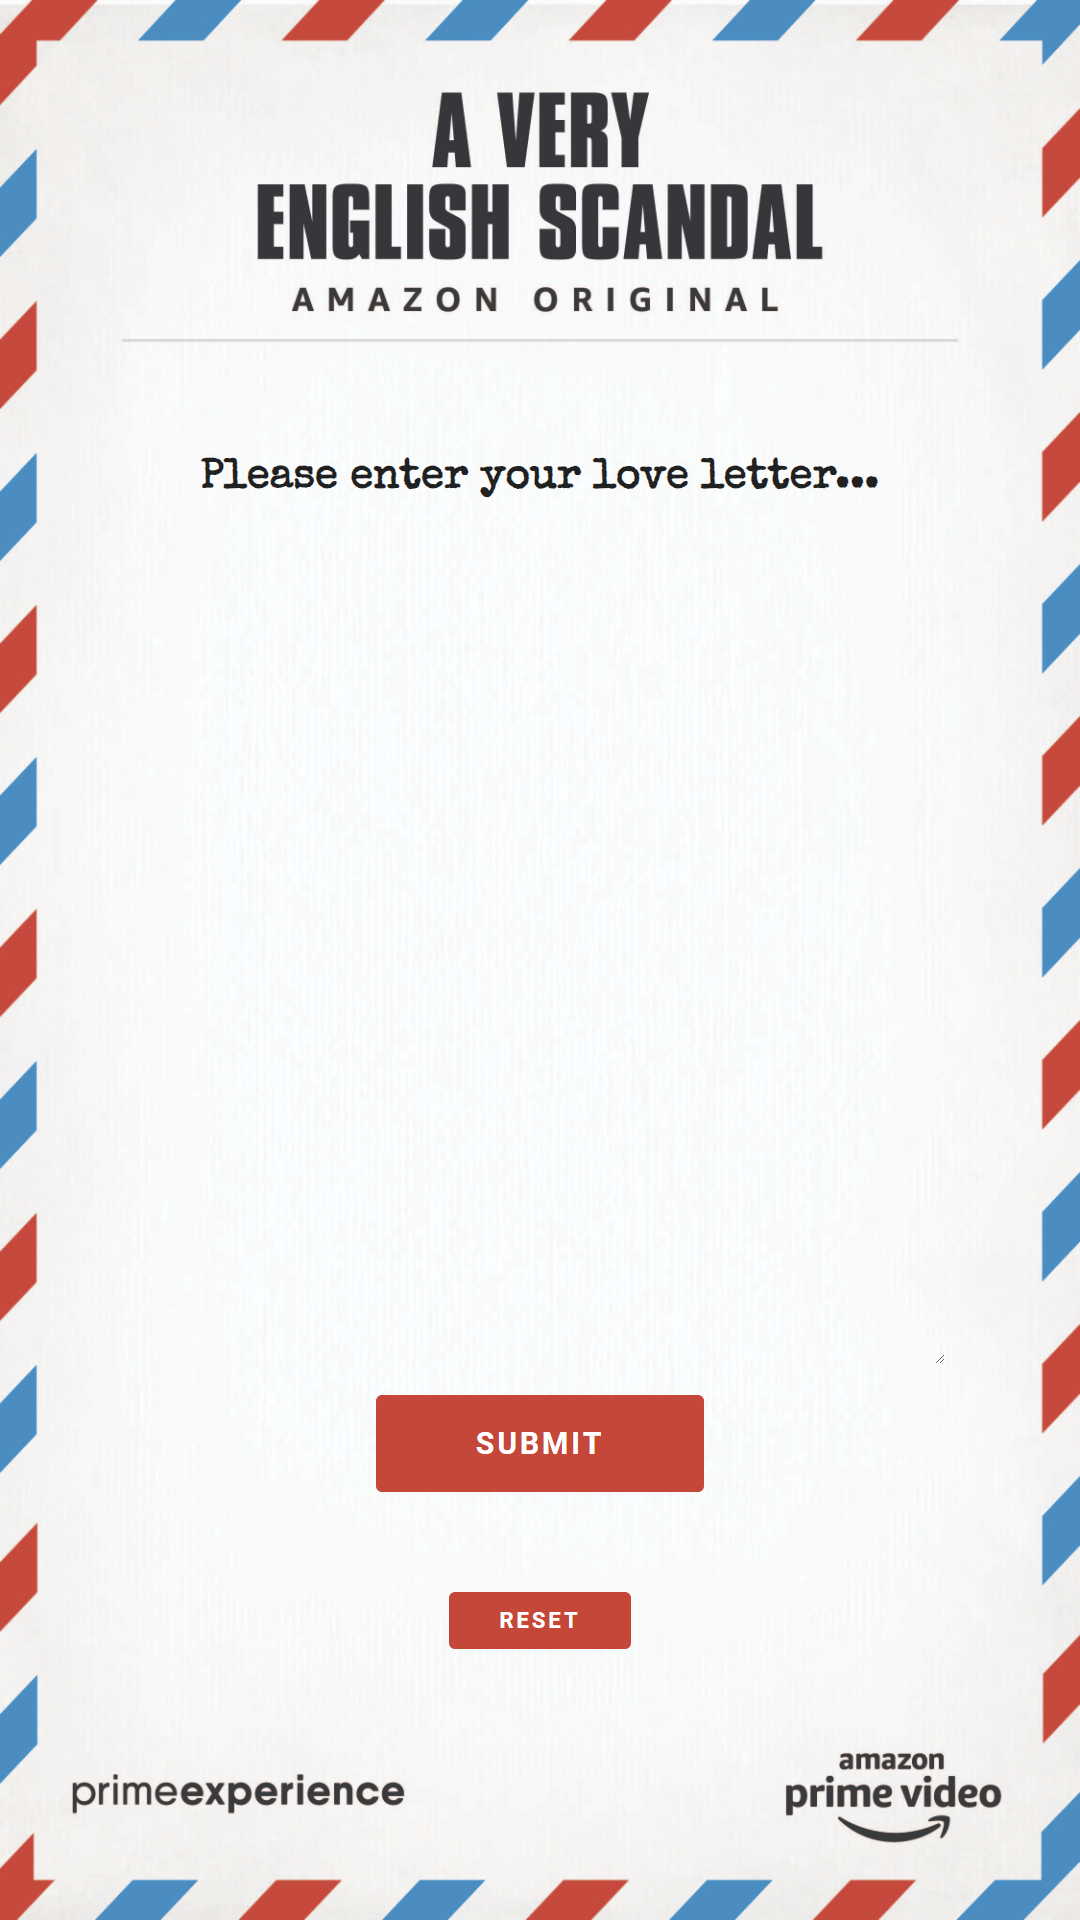 A VERY
ENGLISH SCANDAL
AMAZON ORIGINAL
Please enter your love letter...
SUBMIT
RESET
primeexperience
amazon
prime video